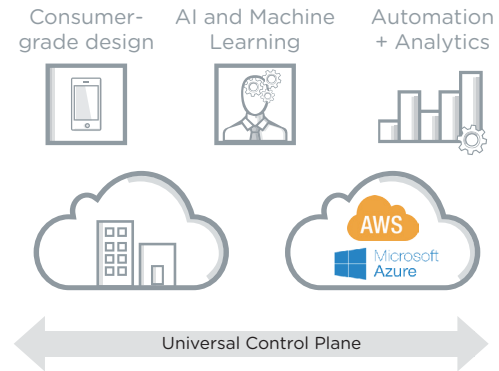 Consumer-
grade design
AI and Machine
Learning
Automation
+ Analytics
AWS
Microsoft
Azure
Universal Control Plane